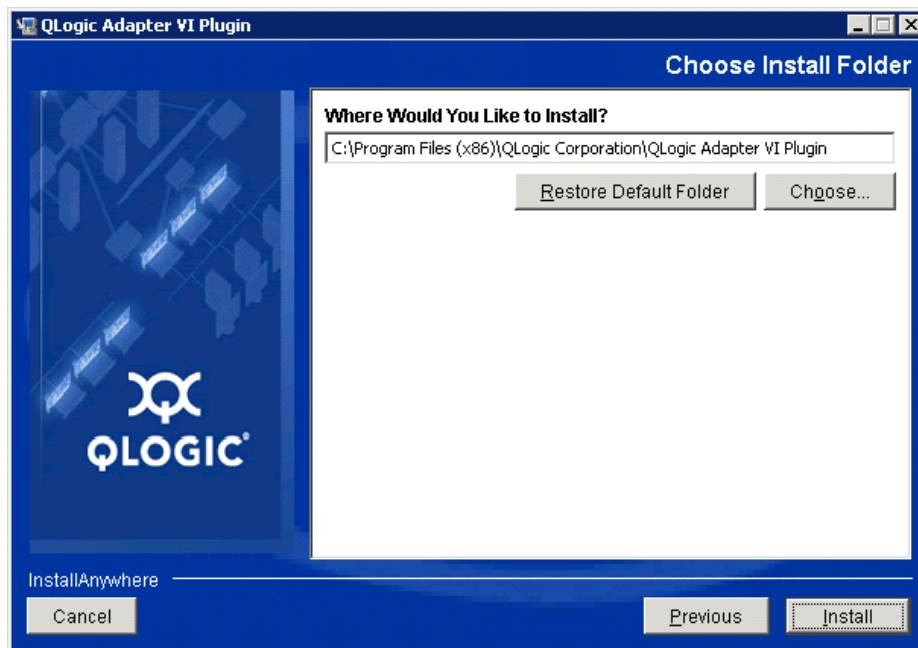 QLogic Adapter VI Plugin
Choose Install Folder
Where Would You Like to Install?
C:\Program Files (x86)\QLogic Corporation\QLogic Adapter VI Plugin
Restore Default Folder
Choose...
QLOGIC®
InstallAnywhere
Cancel
Previous
Install